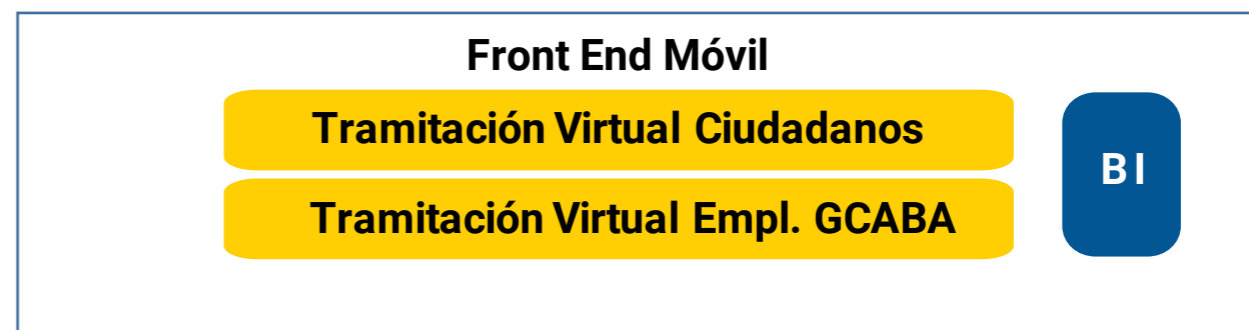 Front End Móvil
Tramitación Virtual Ciudadanos
BI
Tramitación Virtual Empl. GCABA